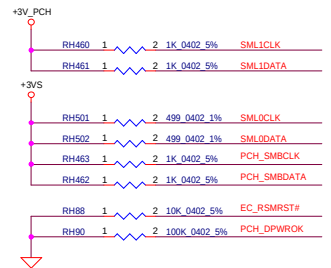 +3V_PCH
RH460 1 2 1K_0402_5% SML1CLK
RH461 1 2 1K_0402_5% SML1DATA
+3VS
RH501 1 2 499_0402_1% SML0CLK
RH502 1 2 499_0402_1% SML0DATA
RH463 1 2 1K_0402_5% PCH_SMBCLK
RH462 1 2 1K_0402_5% PCH_SMBDATA
RH88 1 2 10K_0402_5% EC_RSMRST#
RH90 1 2 100K_0402_5% PCH_DPWROK